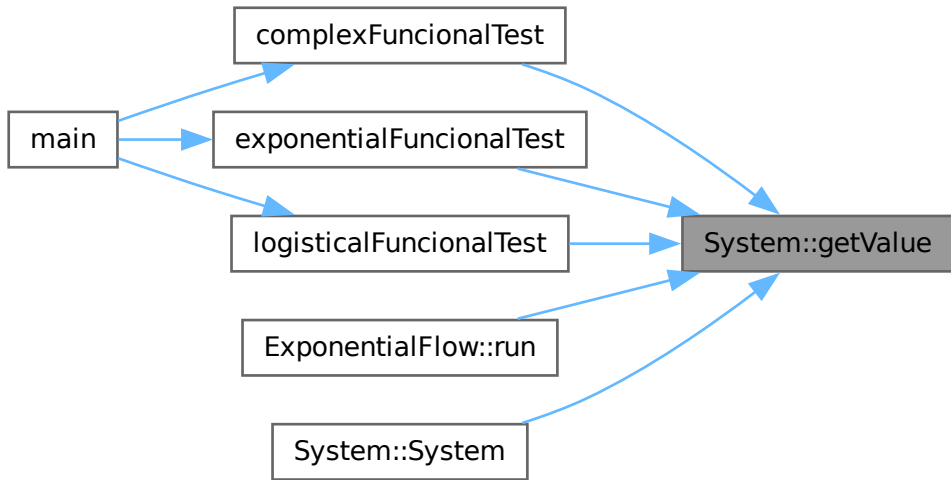 complexFuncionalTest
main
exponentialFuncionalTest
logisticalFuncionalTest
System::getValue
ExponentialFlow::run
System::System